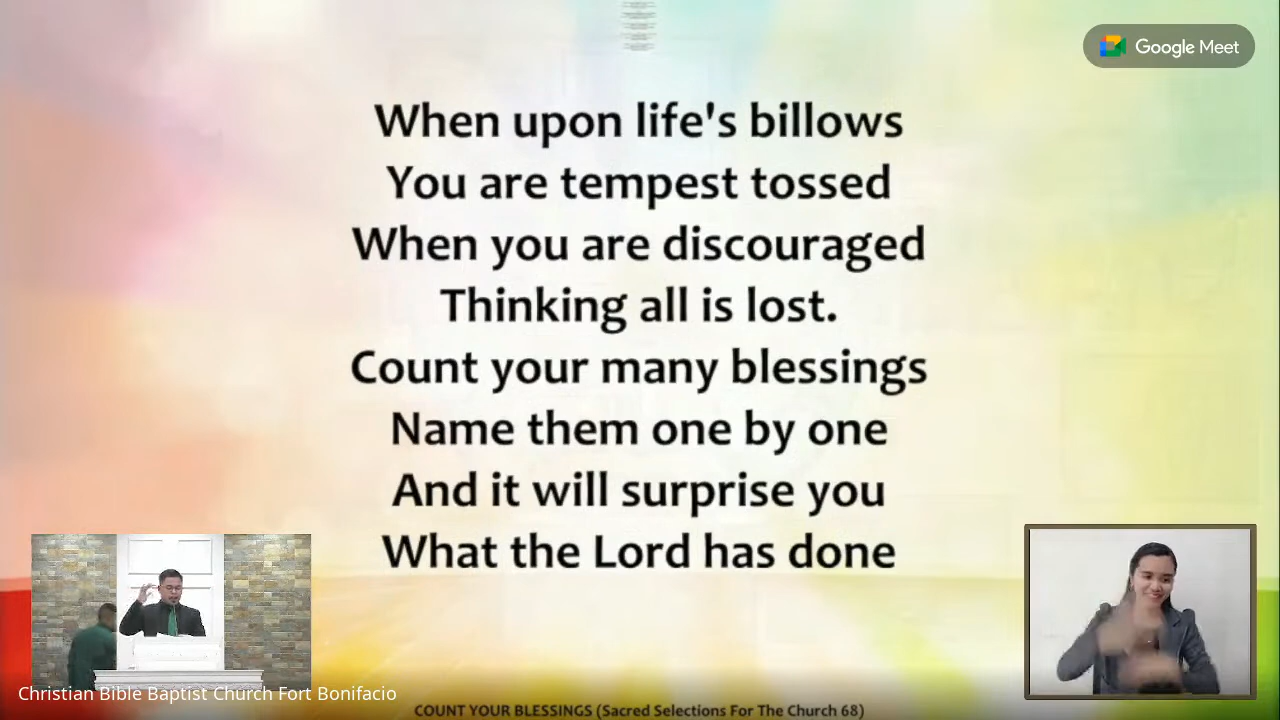 Google Meet
When upon life's billows
You are tempest tossed
When you are discouraged
Thinking all is lost.
Count your many blessings
Name them one by one
And it will surprise you
What the Lord has done
Christian Bible Baptist Church Fort Bonifacio
COUNT YOUR BLESSINGS (Sacred Selections For The Church 68)